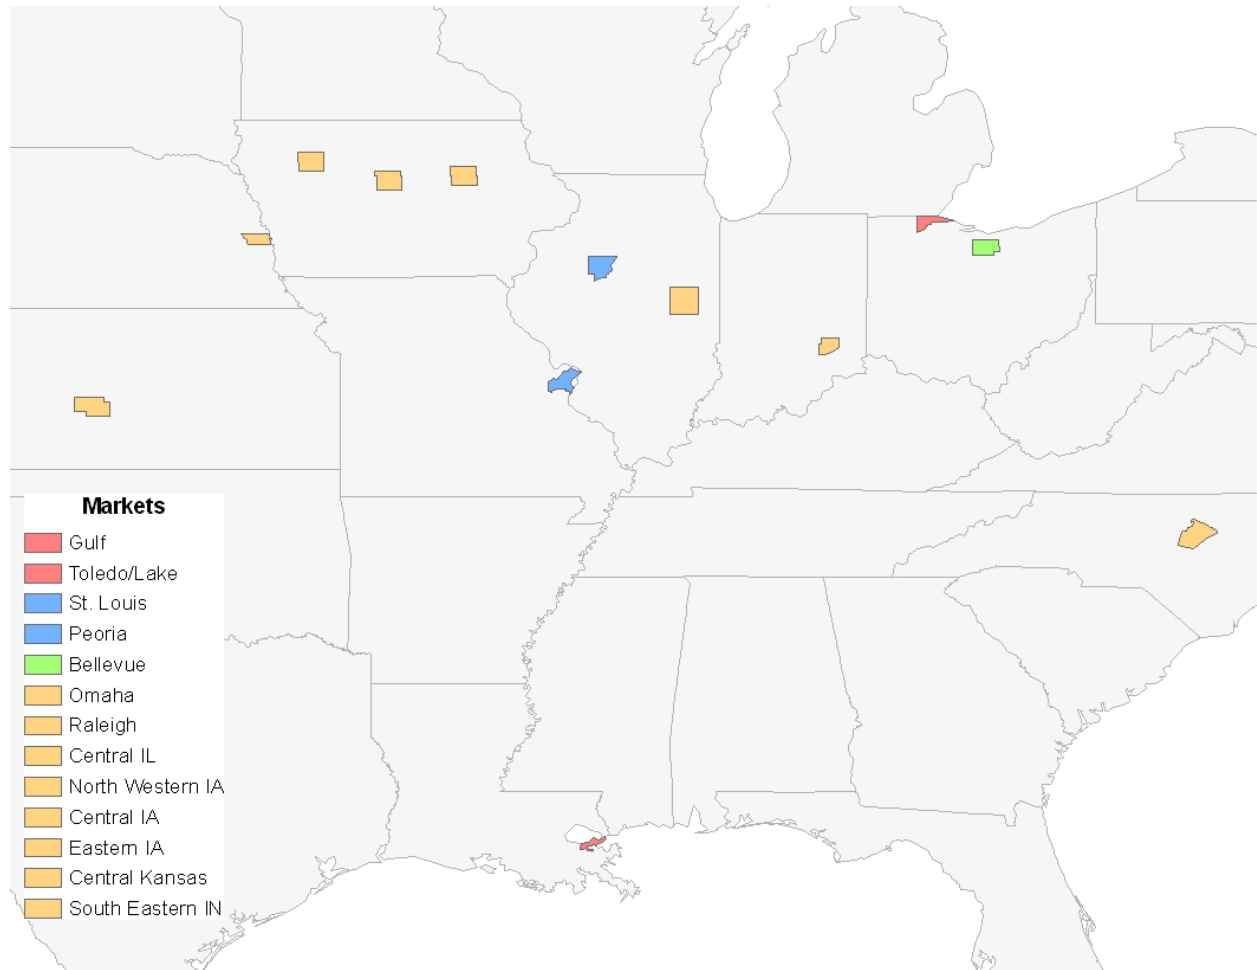 Markets
Gulf
Toledo/Lake
St. Louis
Peoria
Bellevue
Omaha
Raleigh
Central IL
North Western IA
Central IA
Eastern IA
Central Kansas
South Eastern IN